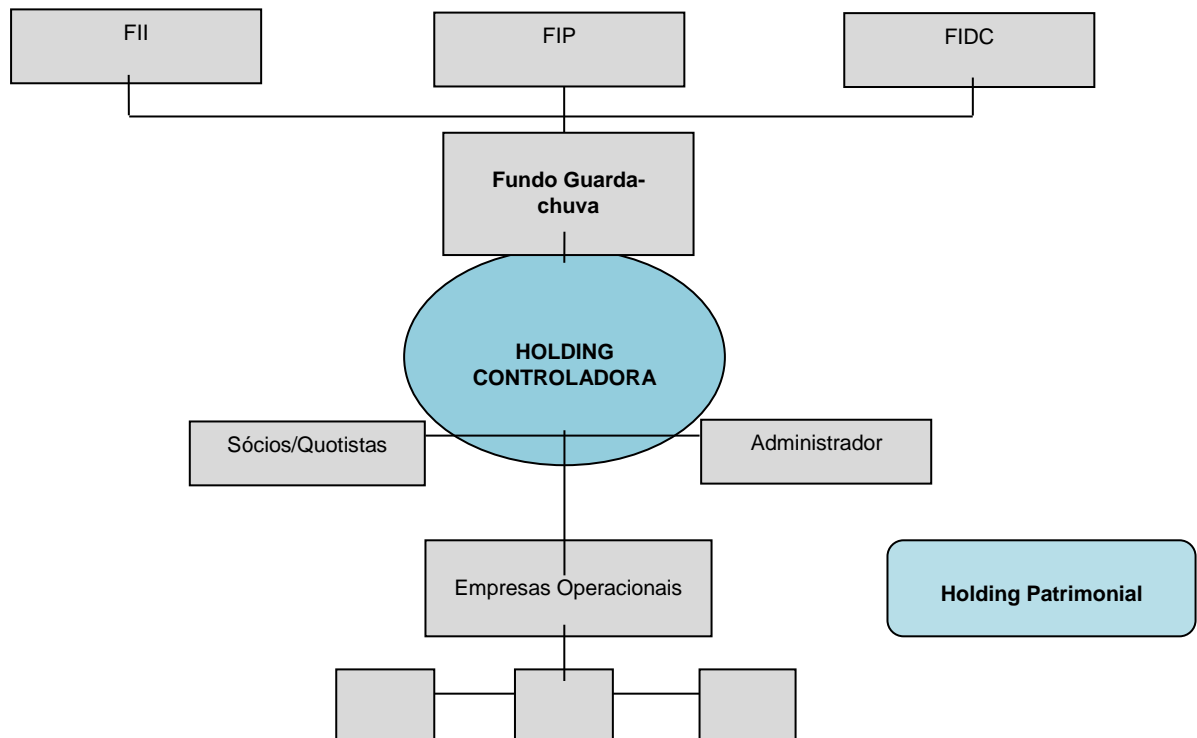 FII
FIP
FIDC
Fundo Guarda-
chuva
HOLDING
CONTROLADORA
Sócios/Quotistas
Administrador
Empresas Operacionais
Holding Patrimonial